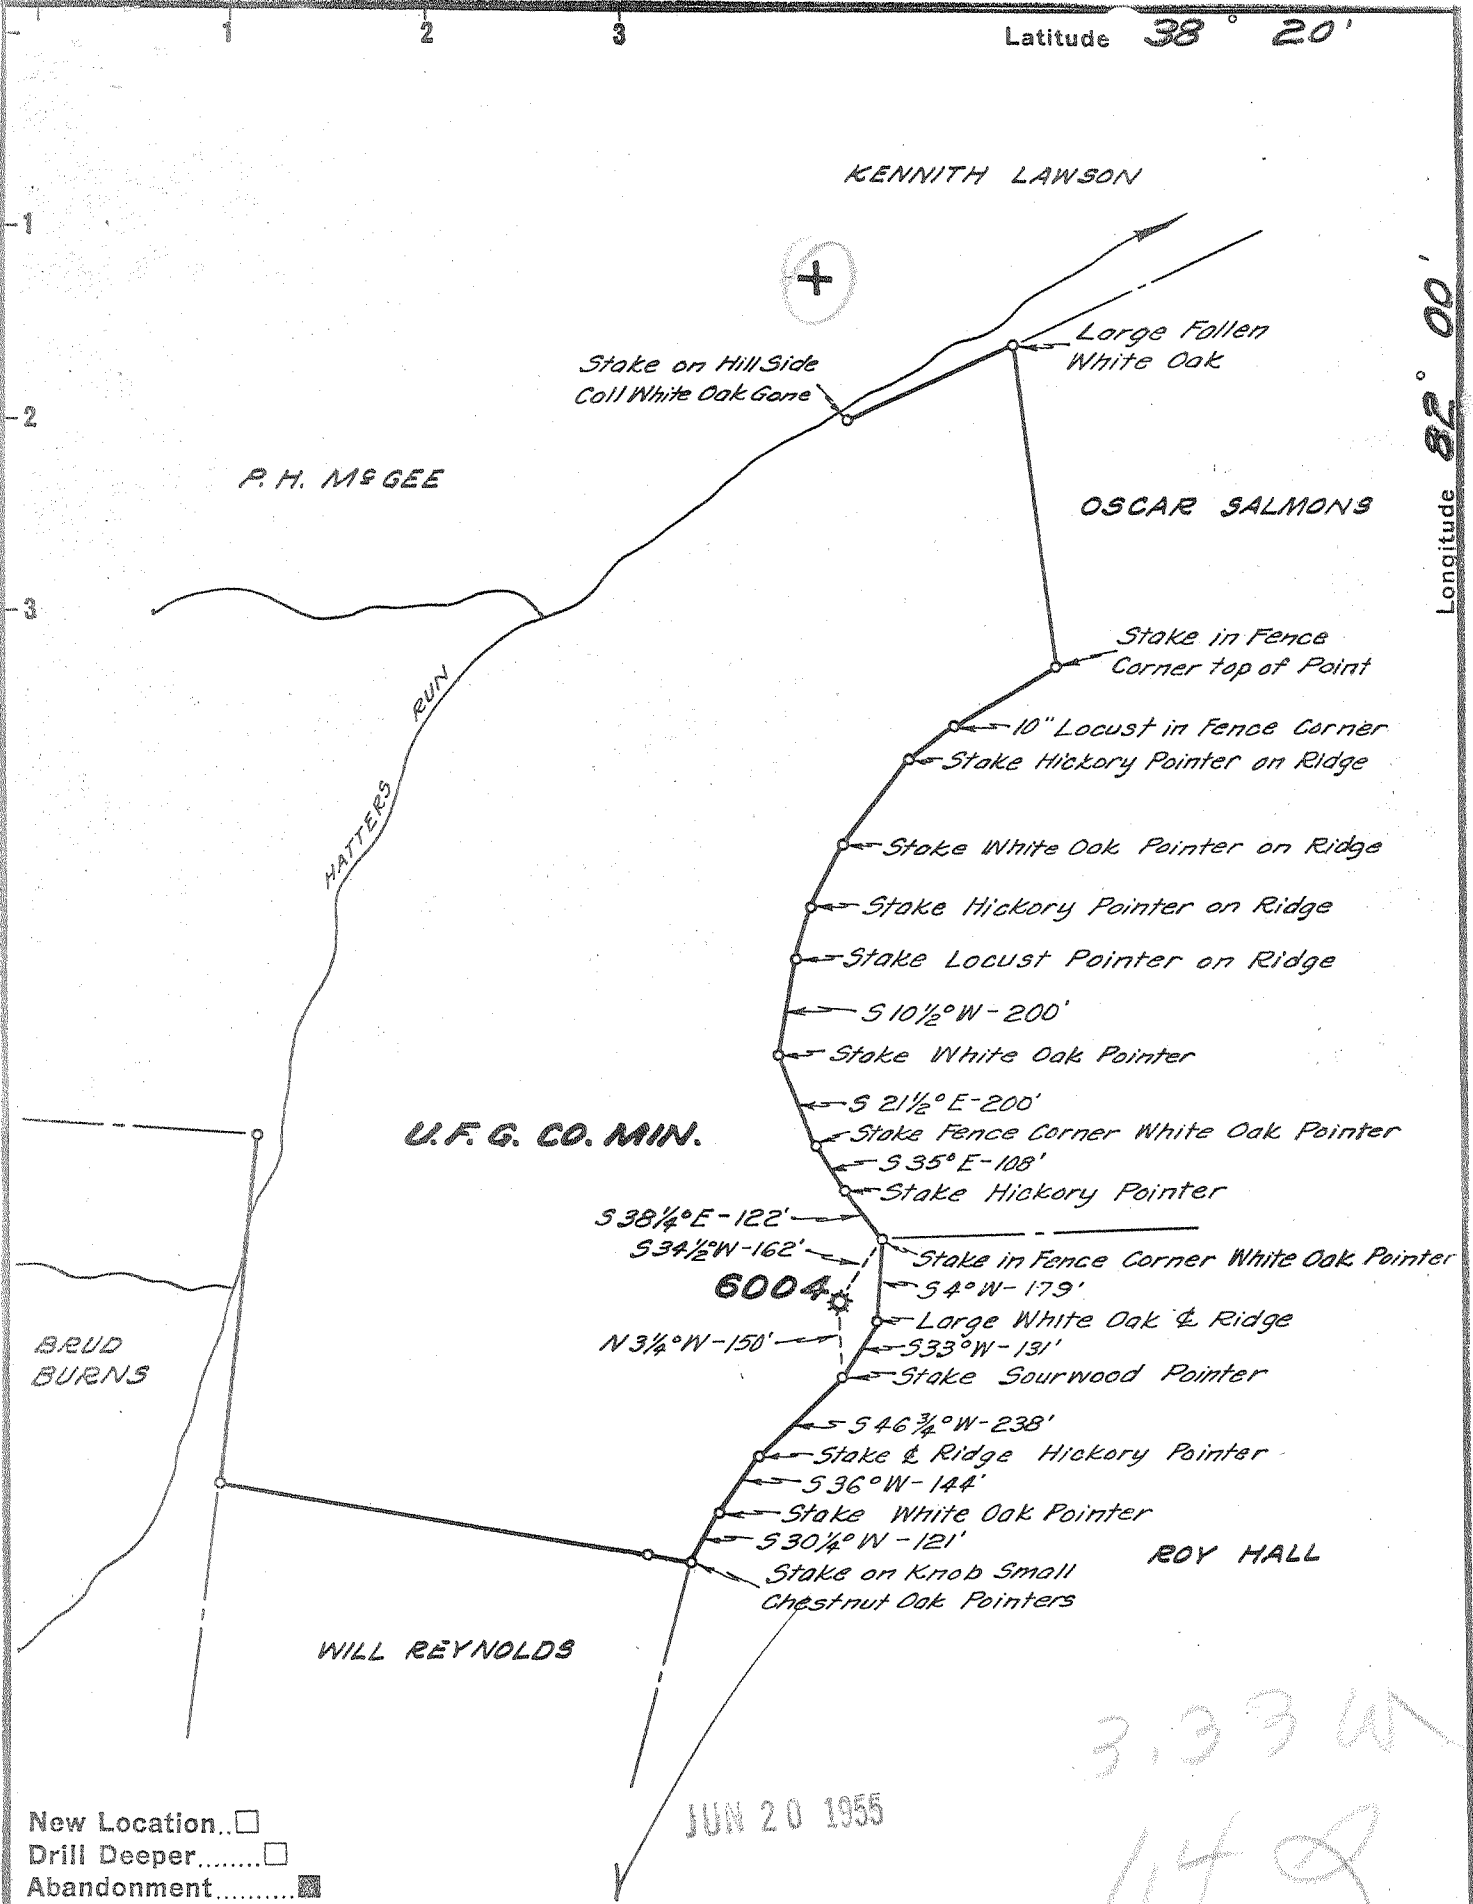 1 2 3
Latitude 38° 20'
KENNITH LAWSON
1
Large Fallen
White Oak
Stake on Hill Side
Call White Oak Gone
Longitude 82° 00'
2
P. H. McGEE
OSCAR SALMONS
3
Stake in Fence
Corner top of Point
HATTERS RUN
10" Locust in Fence Corner
Stake Hickory Pointer on Ridge
Stake White Oak Pointer on Ridge
Stake Hickory Pointer on Ridge
Stake Locust Pointer on Ridge
S 10½° W - 200'
Stake White Oak Pointer
S 21½° E - 200'
U.F.G. CO. MIN.
Stake Fence Corner White Oak Pointer
S 35° E - 108'
Stake Hickory Pointer
S 38¼° E - 122'
S 34½° W - 162'
Stake in Fence Corner White Oak Pointer
6004
S 4° W - 179'
Large White Oak ℄ Ridge
N 3¼° W - 150'
S 33° W - 131'
BRUD
BURNS
Stake Sourwood Pointer
S 46¾° W - 238'
Stake ℄ Ridge Hickory Pointer
S 36° W - 144'
Stake White Oak Pointer
S 30¼° W - 121'
ROY HALL
Stake on Knob Small
Chestnut Oak Pointers
WILL REYNOLDS
3.33 W
JUN 20 1955
New Location..
Drill Deeper........
Abandonment..........